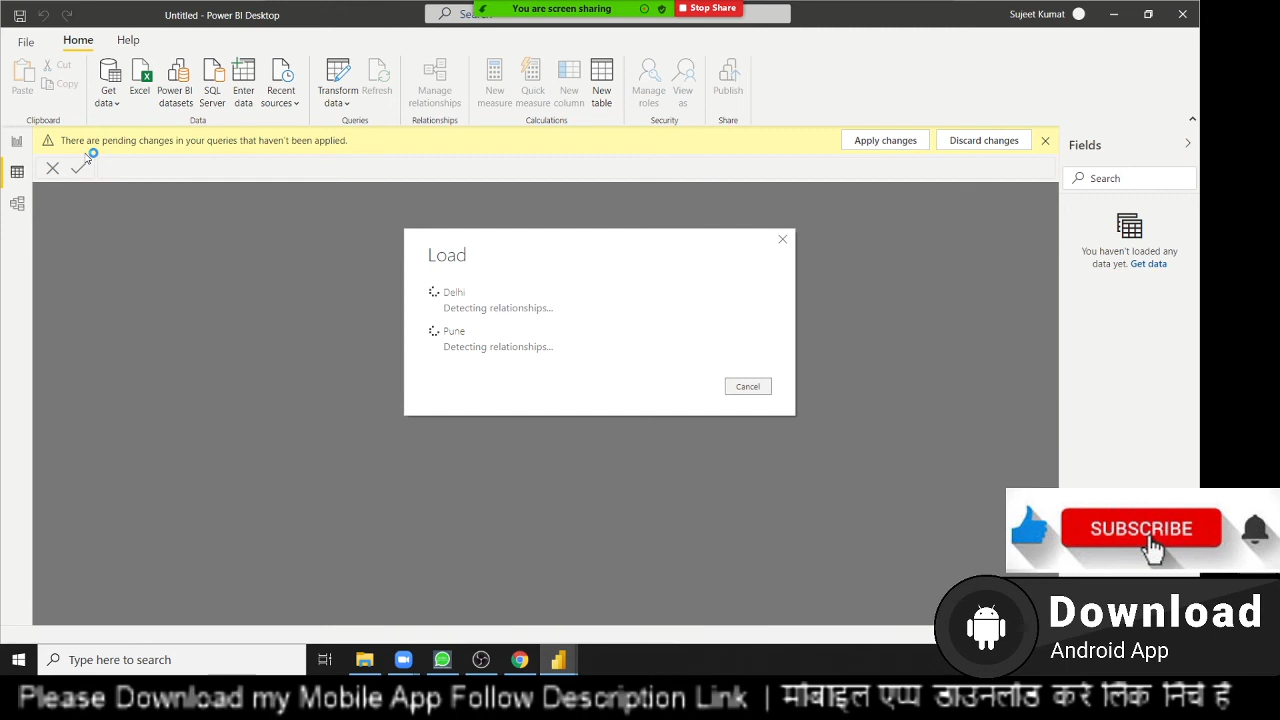 Untitled - Power BI Desktop
Search
You are screen sharing
Stop Share
Sujeet Kumat
File
Home
Help
Paste
Cut
Copy
Clipboard
Get data
Excel
Power BI datasets
SQL Server
Enter data
Recent sources
Data
Transform data
Refresh
Queries
Manage relationships
Relationships
New measure
Quick measure
New column
New table
Calculations
Manage roles
View as
Security
Publish
Share
There are pending changes in your queries that haven't been applied.
Apply changes
Discard changes
Fields
Search
You haven't loaded any
data yet. Get data
Load
Delhi
Detecting relationships...
Pune
Detecting relationships...
Cancel
SUBSCRIBE
Download
Android App
Type here to search
Please Download my Mobile App Follow Description Link | मोबाइल एप्प डाउनलोड करे लिंक निचे है